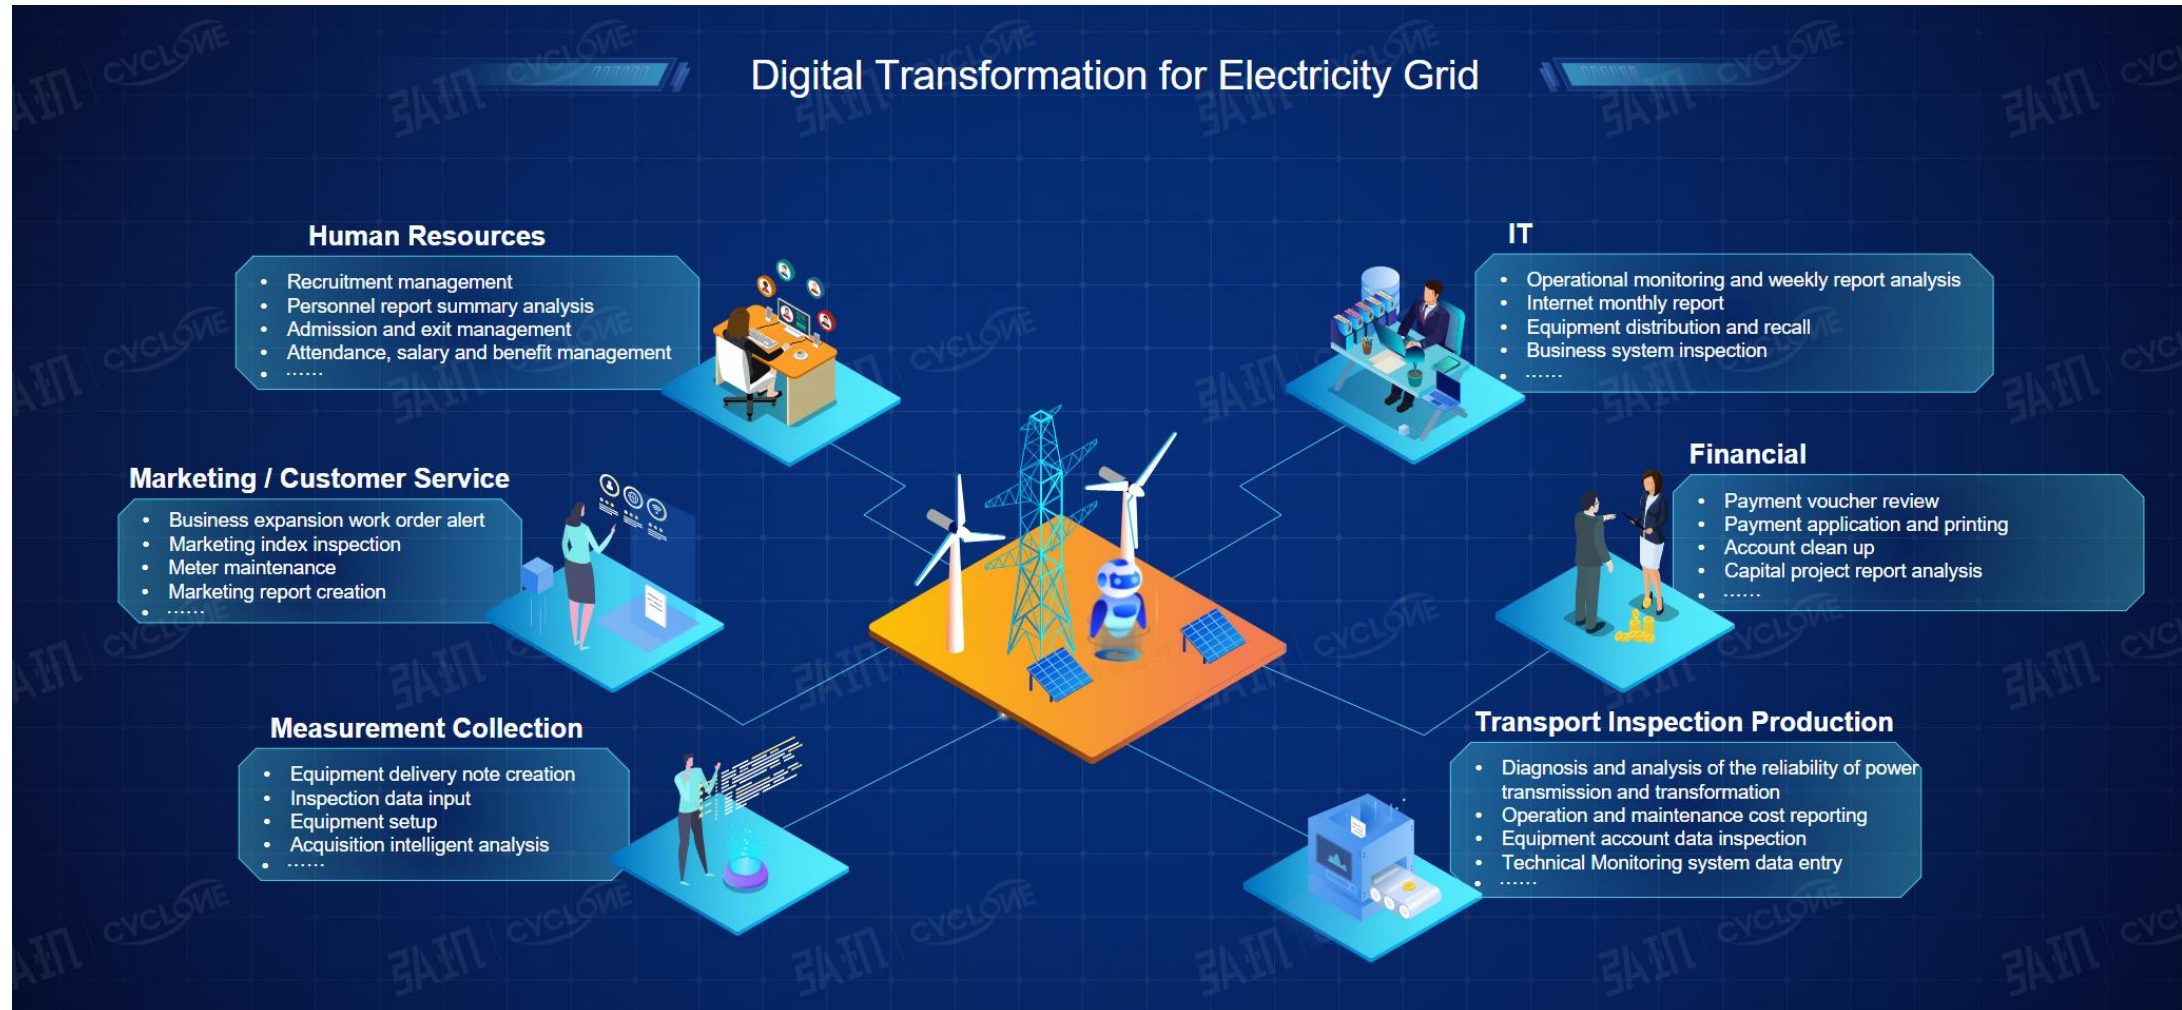 Digital Transformation for Electricity Grid
Human Resources
• Recruitment management
• Personnel report summary analysis
• Admission and exit management
• Attendance, salary and benefit management
• ......
Marketing / Customer Service
• Business expansion work order alert
• Marketing index inspection
• Meter maintenance
• Marketing report creation
• ......
Measurement Collection
• Equipment delivery note creation
• Inspection data input
• Equipment setup
• Acquisition intelligent analysis
• ......
IT
• Operational monitoring and weekly report analysis
• Internet monthly report
• Equipment distribution and recall
• Business system inspection
• ......
Financial
• Payment voucher review
• Payment application and printing
• Account clean up
• Capital project report analysis
• ......
Transport Inspection Production
• Diagnosis and analysis of the reliability of power
transmission and transformation
• Operation and maintenance cost reporting
• Equipment account data inspection
• Technical Monitoring system data entry
• ......
CYCLONE